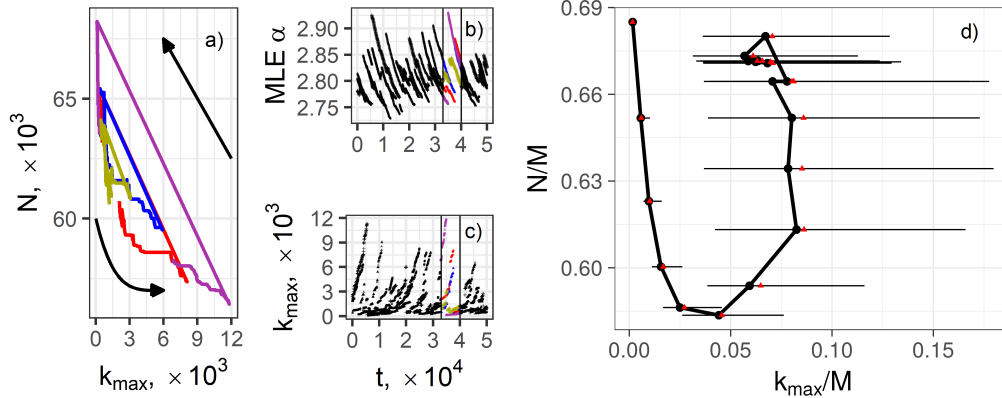 a)
N, ×10³
65
60
0 3 6 9 12
k_max, ×10³
b)
MLE α
2.90
2.85
2.80
2.75
0 1 2 3 4 5
c)
k_max, ×10³
12
9
6
3
0
0 1 2 3 4 5
t, ×10⁴
d)
N/M
0.69
0.66
0.63
0.60
0.00 0.05 0.10 0.15
k_max/M